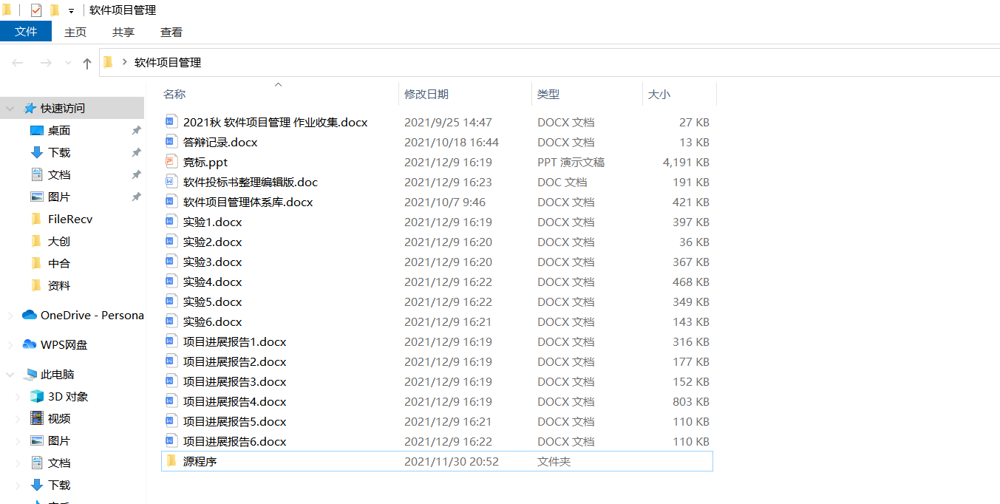 软件项目管理
文件 主页 共享 查看
软件项目管理
名称 修改日期 类型 大小
快速访问
桌面
下载
文档
图片
FileRecv
大创
中合
资料
OneDrive - Persona
WPS网盘
此电脑
3D 对象
视频
图片
文档
下载
2021秋 软件项目管理 作业收集.docx 2021/9/25 14:47 DOCX 文档 27 KB
答辩记录.docx 2021/10/18 16:44 DOCX 文档 13 KB
竞标.ppt 2021/12/9 16:19 PPT 演示文稿 4,191 KB
软件投标书整理编辑版.doc 2021/12/9 16:23 DOC 文档 191 KB
软件项目管理体系库.docx 2021/10/7 9:46 DOCX 文档 421 KB
实验1.docx 2021/12/9 16:19 DOCX 文档 397 KB
实验2.docx 2021/12/9 16:20 DOCX 文档 36 KB
实验3.docx 2021/12/9 16:20 DOCX 文档 367 KB
实验4.docx 2021/12/9 16:22 DOCX 文档 468 KB
实验5.docx 2021/12/9 16:22 DOCX 文档 349 KB
实验6.docx 2021/12/9 16:21 DOCX 文档 143 KB
项目进展报告1.docx 2021/12/9 16:19 DOCX 文档 316 KB
项目进展报告2.docx 2021/12/9 16:19 DOCX 文档 177 KB
项目进展报告3.docx 2021/12/9 16:19 DOCX 文档 152 KB
项目进展报告4.docx 2021/12/9 16:19 DOCX 文档 803 KB
项目进展报告5.docx 2021/12/9 16:21 DOCX 文档 110 KB
项目进展报告6.docx 2021/12/9 16:22 DOCX 文档 110 KB
源程序 2021/11/30 20:52 文件夹